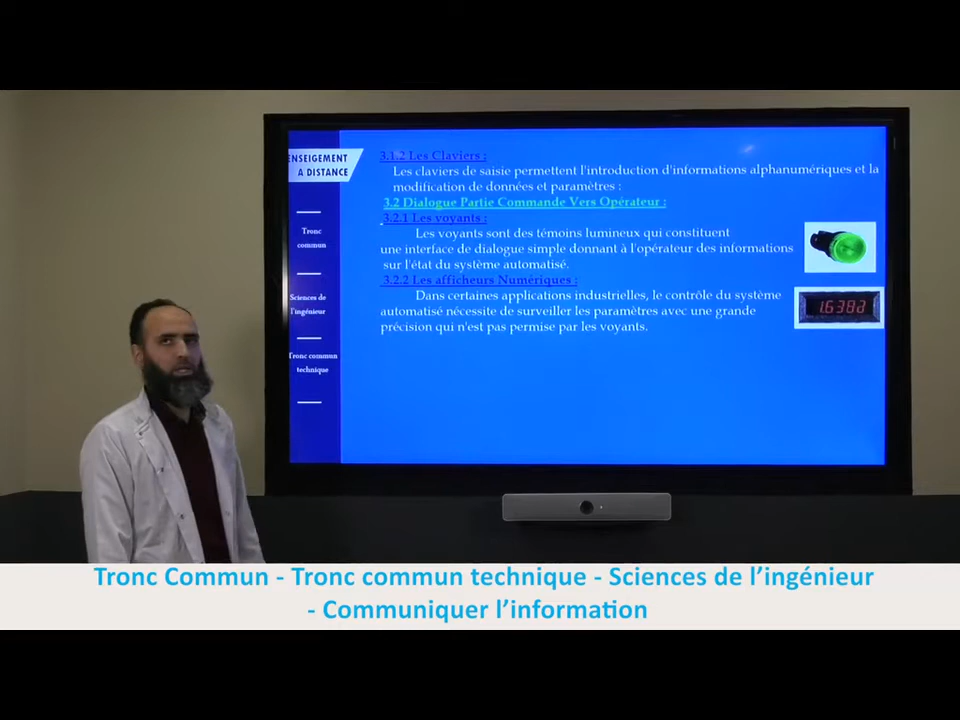 ENSEIGEMENT
A DISTANCE
Tronc
commun
Sciences de
l'ingénieur
Tronc commun
technique
3.1.2 Les Claviers :
Les claviers de saisie permettent l'introduction d'informations alphanumériques et la
modification de données et paramètres :
3.2 Dialogue Partie Commande Vers Opérateur :
3.2.1 Les voyants :
Les voyants sont des témoins lumineux qui constituent
une interface de dialogue simple donnant à l'opérateur des informations
sur l'état du système automatisé.
3.2.2 Les afficheurs Numériques :
Dans certaines applications industrielles, le contrôle du système
automatisé nécessite de surveiller les paramètres avec une grande
précision qui n'est pas permise par les voyants.
1.6382
Tronc Commun - Tronc commun technique - Sciences de l'ingénieur
- Communiquer l'information